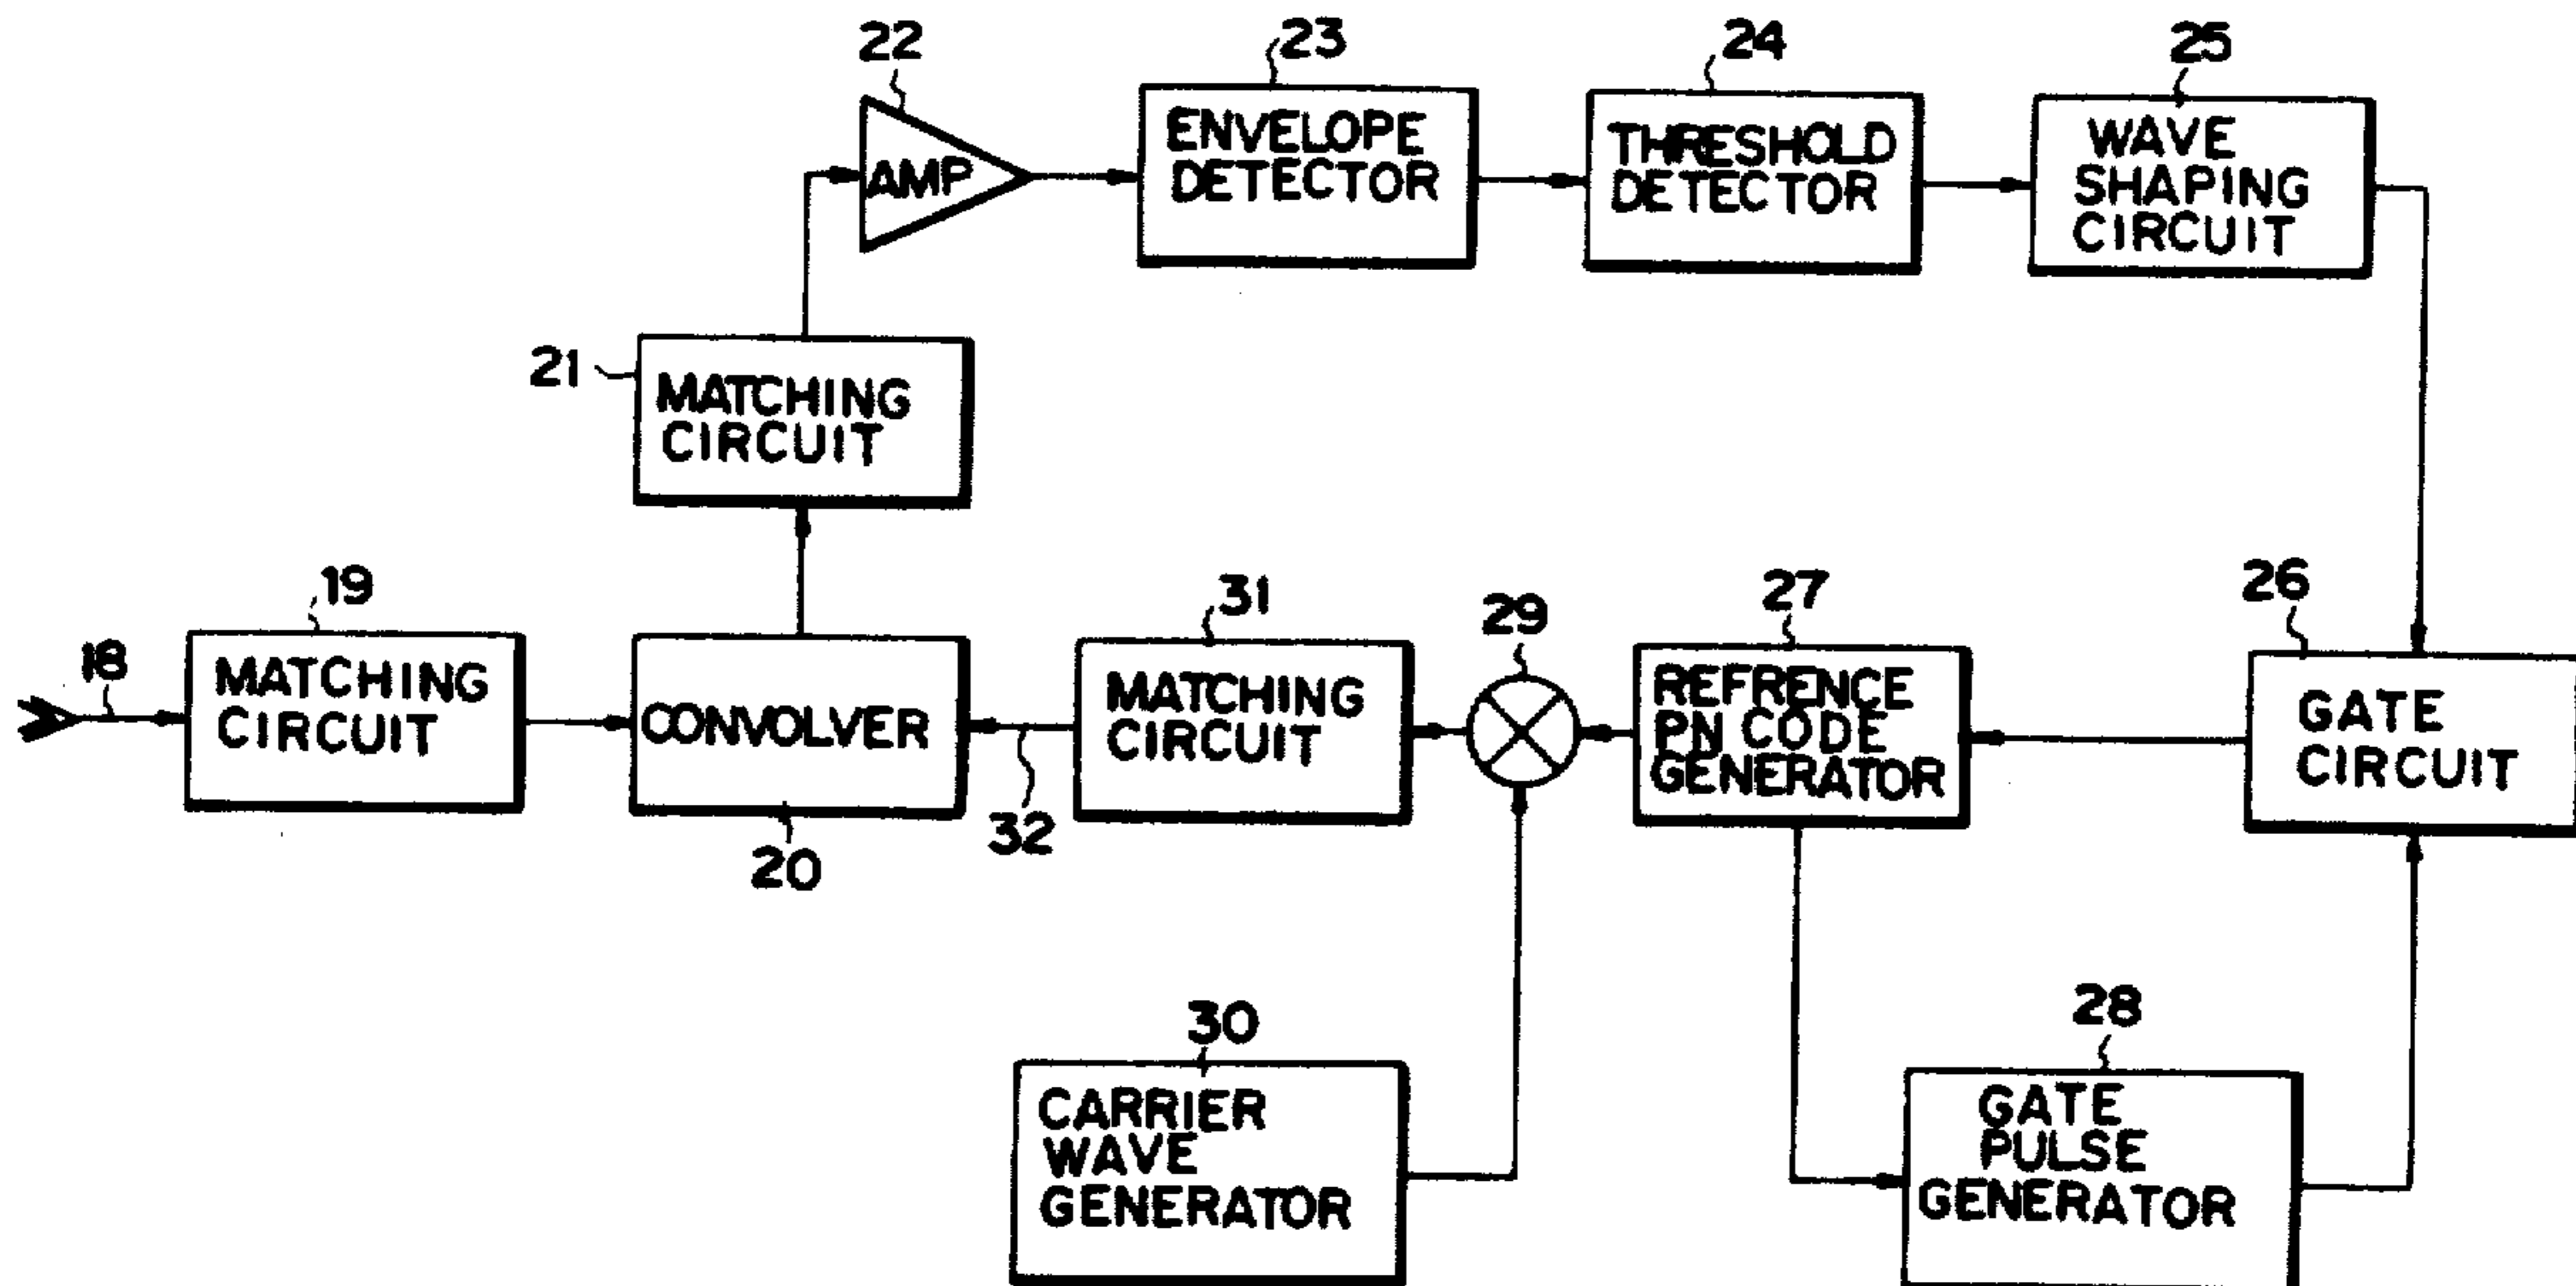 22
23
24
25
AMP
ENVELOPE
DETECTOR
THRESHOLD
DETECTOR
WAVE
SHAPING
CIRCUIT
21
MATCHING
CIRCUIT
18
19
MATCHING
CIRCUIT
CONVOLVER
20
31
MATCHING
CIRCUIT
32
29
27
REFRENCE
PN CODE
GENERATOR
26
GATE
CIRCUIT
30
CARRIER
WAVE
GENERATOR
28
GATE
PULSE
GENERATOR